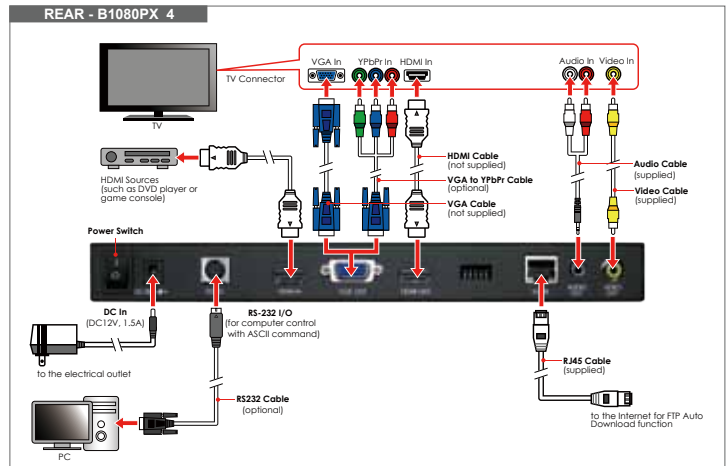 REAR - B1080PX 4
VGA In
YPbPr In
HDMI In
Audio In
Video In
TV Connector
TV
HDMI Sources
(such as DVD player or
game console)
HDMI Cable
(not supplied)
VGA to YPbPr Cable
(optional)
VGA Cable
(not supplied)
Audio Cable
(supplied)
Video Cable
(supplied)
Power Switch
DC In
(DC12V, 1.5A)
to the electrical outlet
RS-232 I/O
(for computer control
with ASCII command)
RS232 Cable
(optional)
PC
RJ45 Cable
(supplied)
to the Internet for FTP Auto
Download function